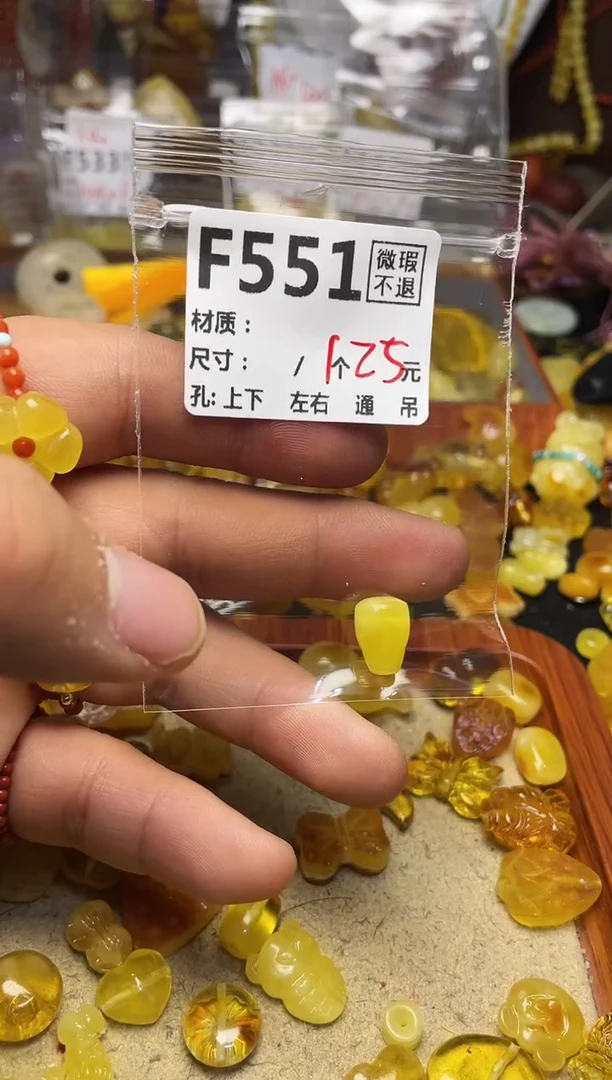 F551 微瑕不退
材质：
尺寸： / 1个25元
孔: 上下 左右 通 吊
F533